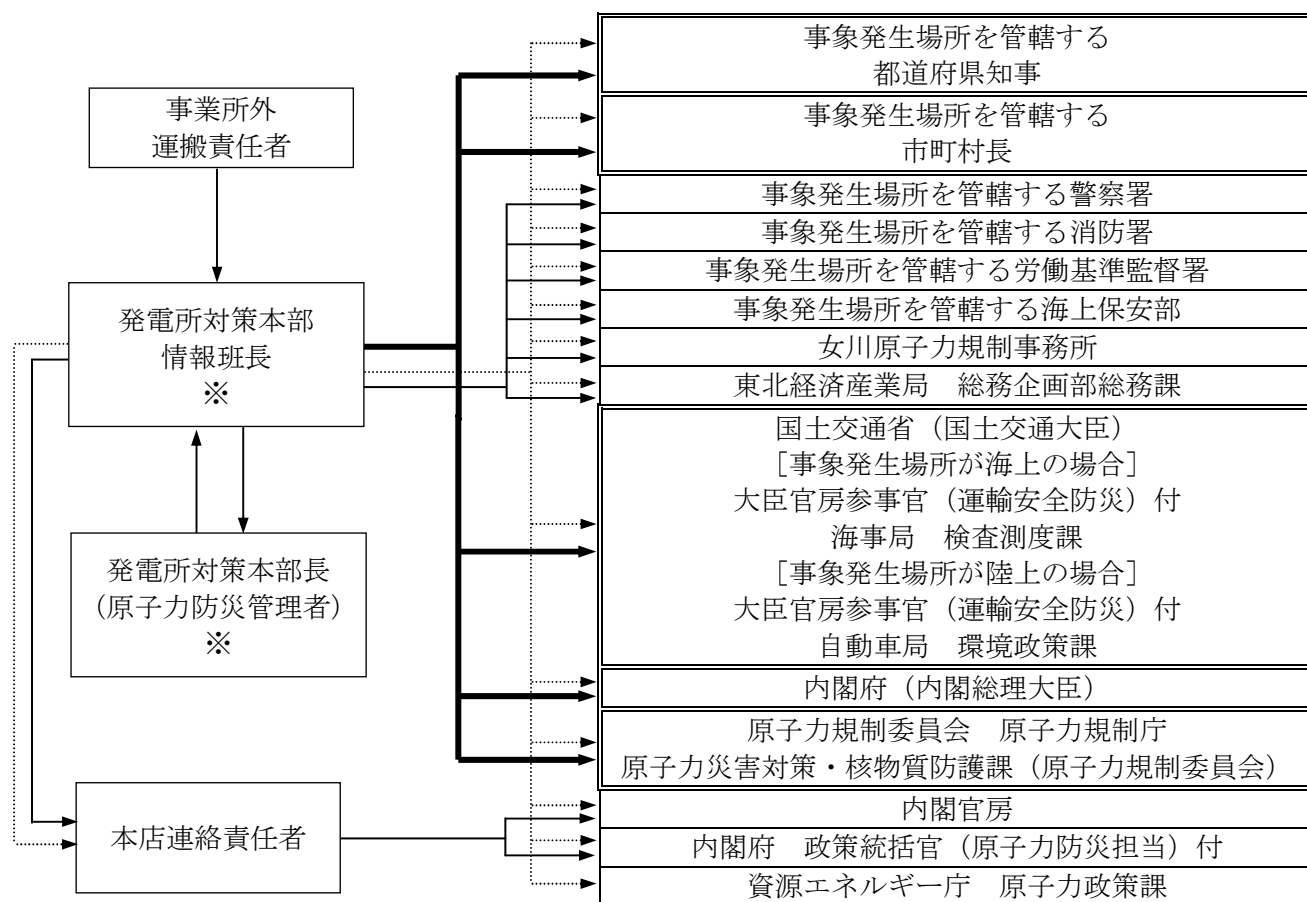 事業所外
運搬責任者
発電所対策本部
情報班長
※
発電所対策本部長
(原子力防災管理者)
※
本店連絡責任者
事象発生場所を管轄する
都道府県知事
事象発生場所を管轄する
市町村長
事象発生場所を管轄する警察署
事象発生場所を管轄する消防署
事象発生場所を管轄する労働基準監督署
事象発生場所を管轄する海上保安部
女川原子力規制事務所
東北経済産業局　総務企画部総務課
国土交通省（国土交通大臣）
［事象発生場所が海上の場合］
大臣官房参事官（運輸安全防災）付
海事局　検査測度課
［事象発生場所が陸上の場合］
大臣官房参事官（運輸安全防災）付
自動車局　環境政策課
内閣府（内閣総理大臣）
原子力規制委員会　原子力規制庁
原子力災害対策・核物質防護課（原子力規制委員会）
内閣官房
内閣府　政策統括官（原子力防災担当）付
資源エネルギー庁　原子力政策課